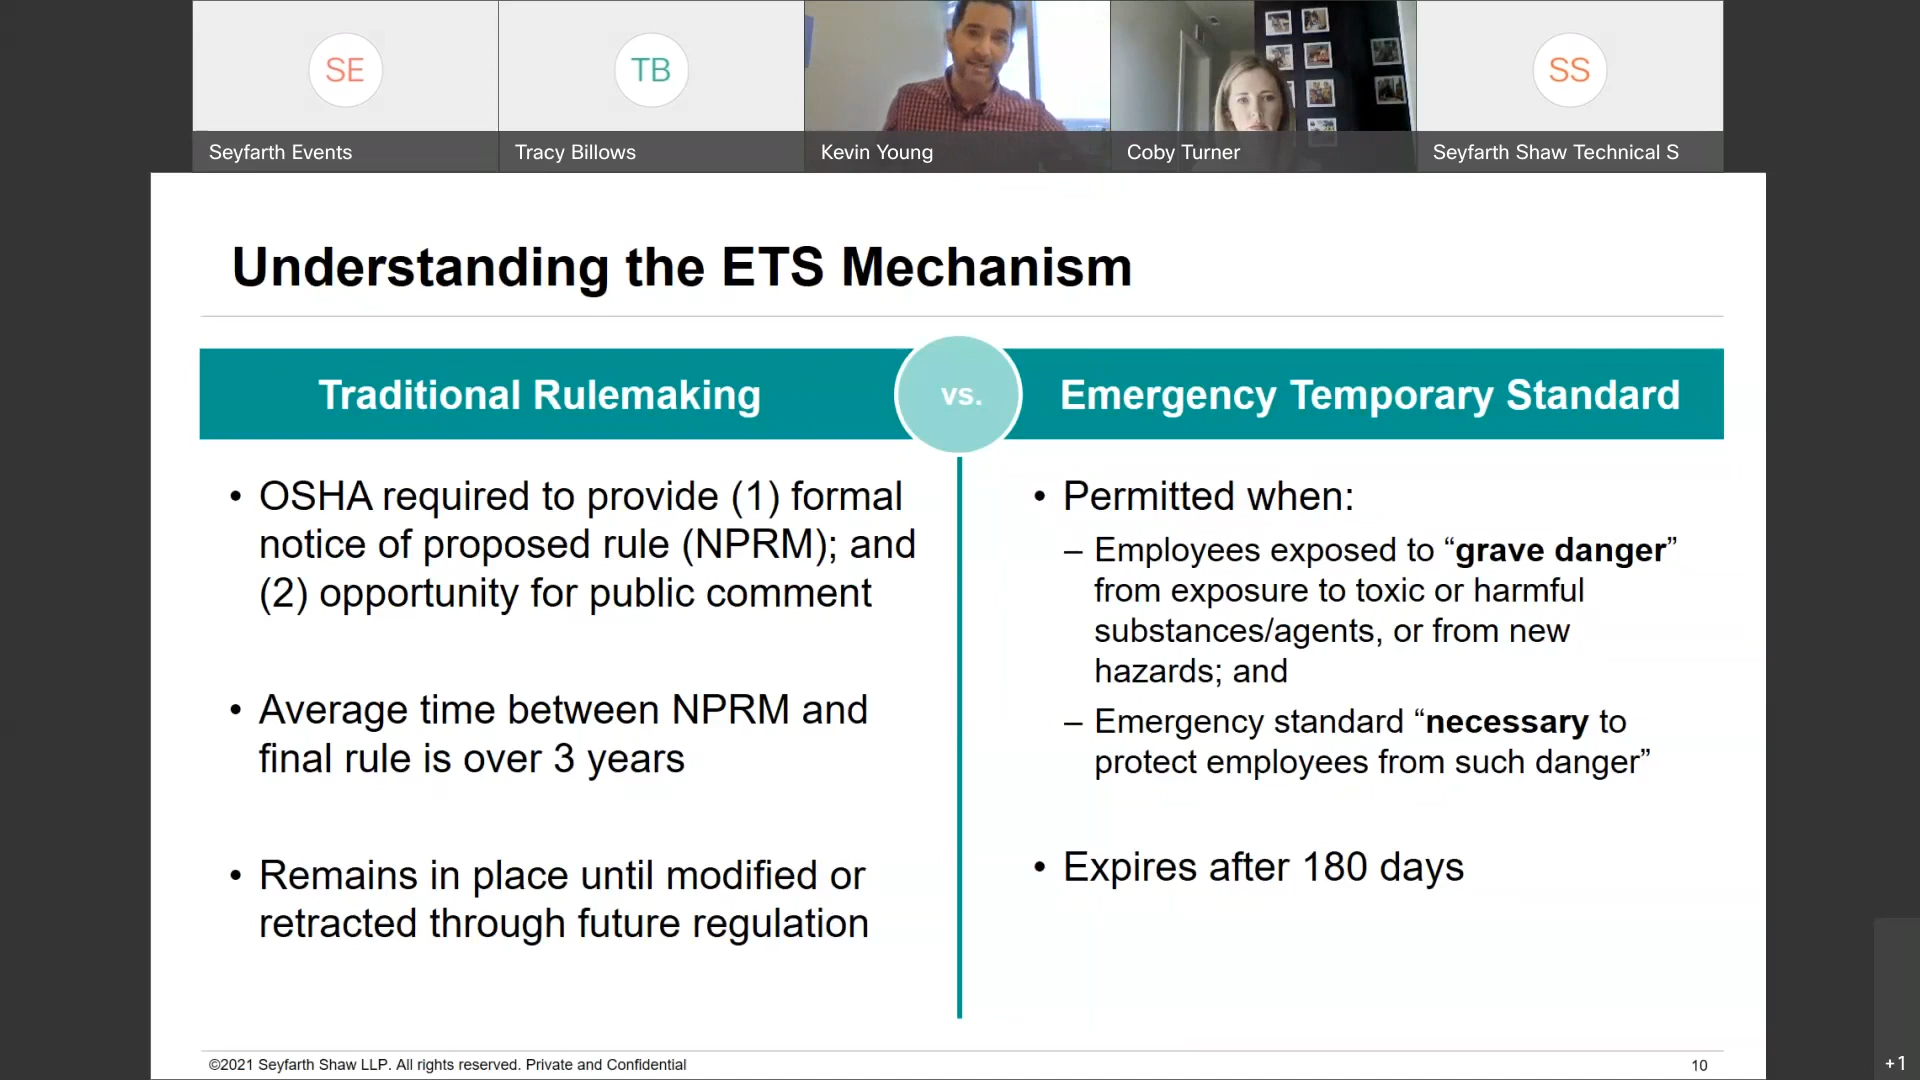 SE
TB
SS
Seyfarth Events
Tracy Billows
Kevin Young
Coby Turner
Seyfarth Shaw Technical S
Understanding the ETS Mechanism
Traditional Rulemaking
vs.
Emergency Temporary Standard
• OSHA required to provide (1) formal
notice of proposed rule (NPRM); and
(2) opportunity for public comment
• Average time between NPRM and
final rule is over 3 years
• Remains in place until modified or
retracted through future regulation
• Permitted when:
– Employees exposed to “grave danger”
from exposure to toxic or harmful
substances/agents, or from new
hazards; and
– Emergency standard “necessary to
protect employees from such danger”
• Expires after 180 days
©2021 Seyfarth Shaw LLP. All rights reserved. Private and Confidential
10
+1